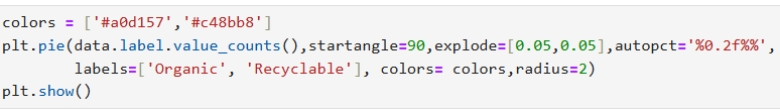 colors = ['#a0d157','#c48bb8']
plt.pie(data.label.value_counts(),startangle=90,explode=[0.05,0.05],autopct='%0.2f%%',
labels=['Organic', 'Recyclable'], colors= colors,radius=2)
plt.show()